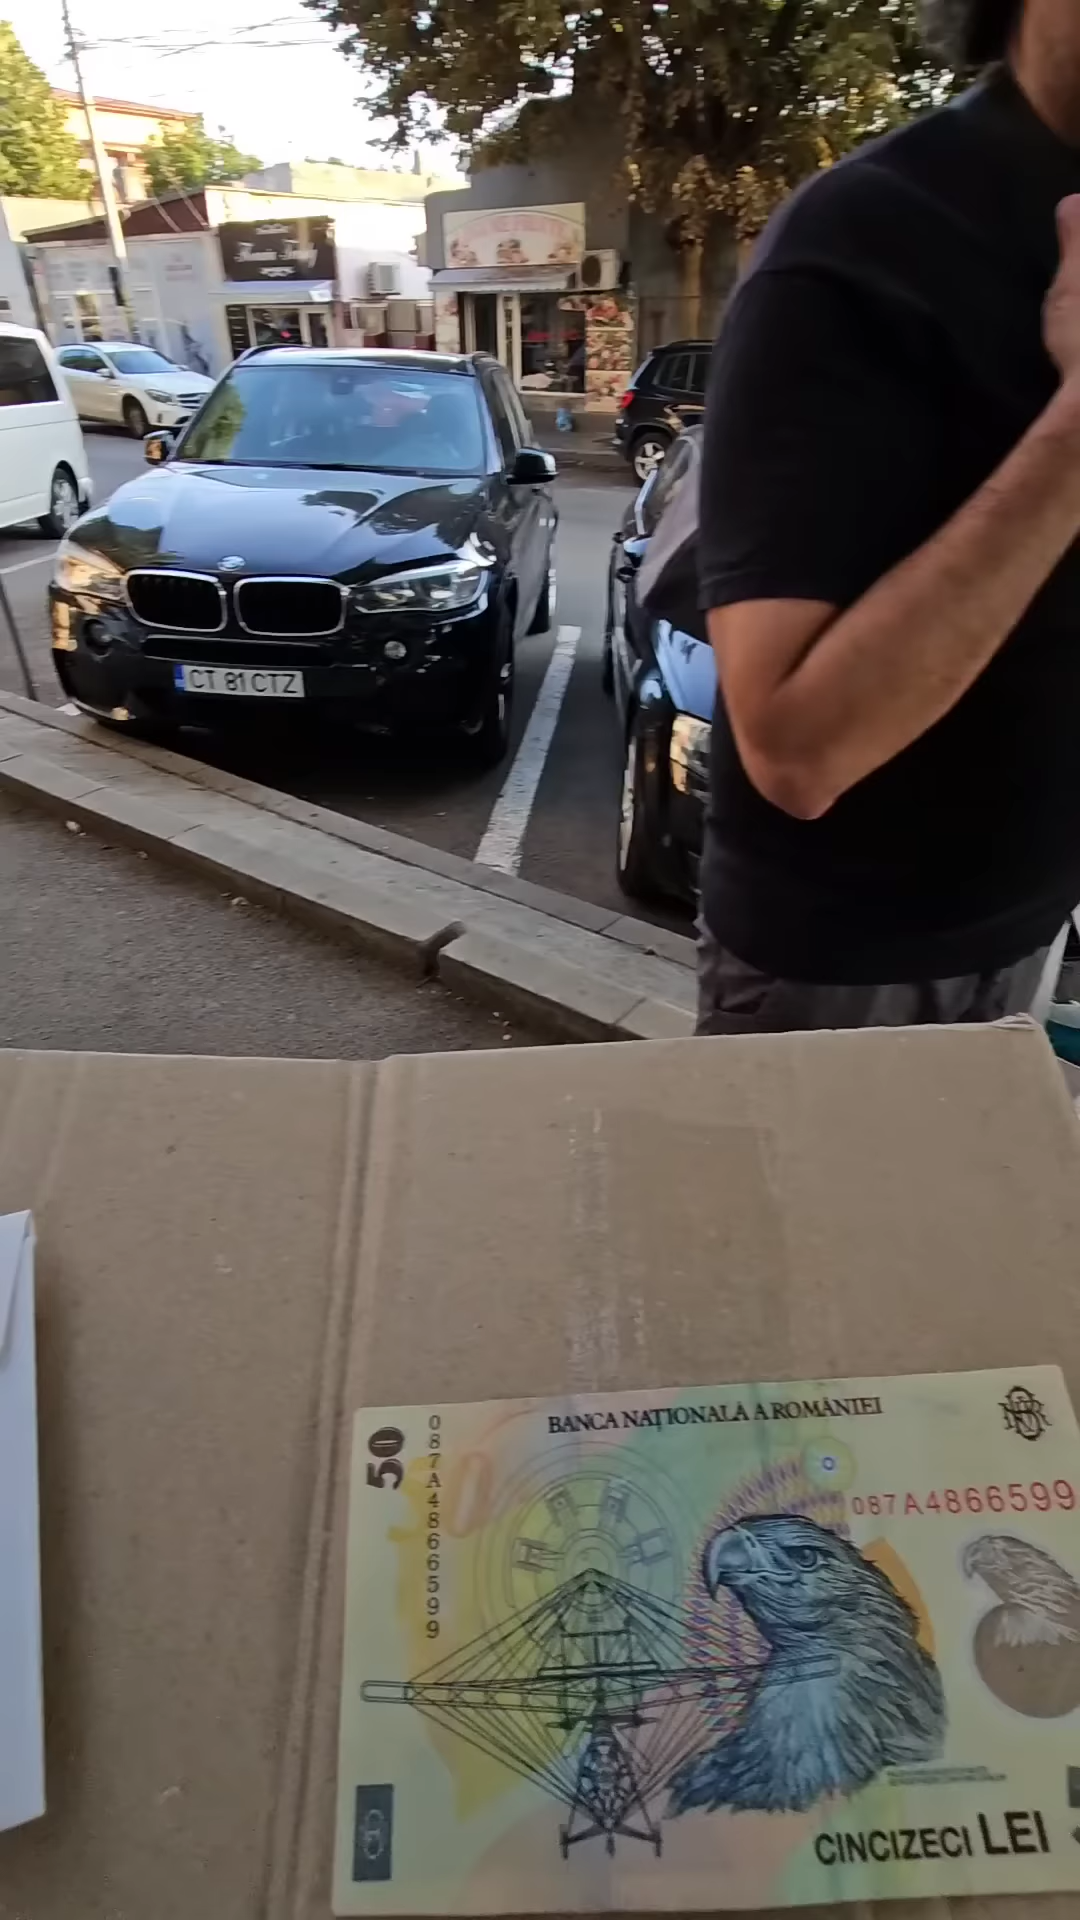 CT 81 CTZ
50
087A4866599
BANCA NAȚIONALĂ A ROMÂNIEI
087A4866599
CINCIZECI LEI